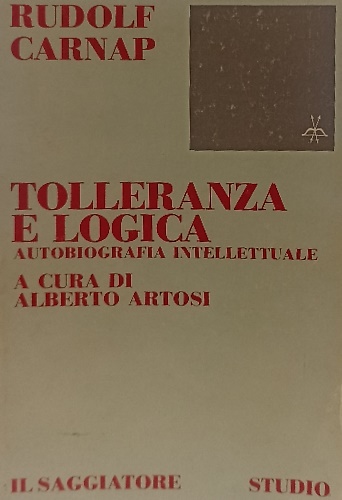 RUDOLF
CARNAP
TOLLERANZA
E LOGICA
AUTOBIOGRAFIA INTELLETTUALE
A CURA DI
ALBERTO ARTOSI
IL SAGGIATORE STUDIO